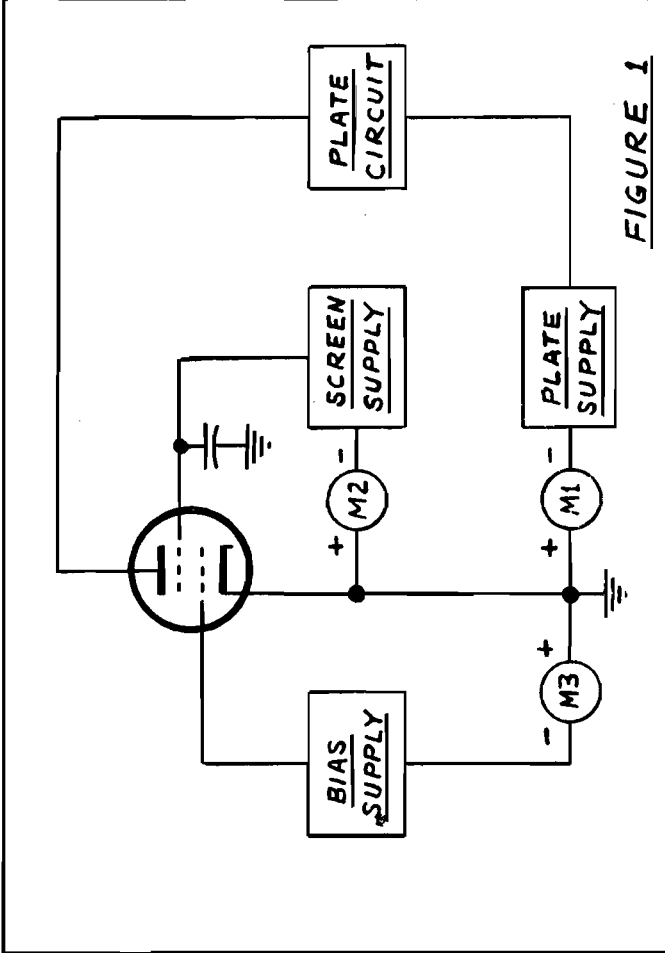 PLATE
CIRCUIT
SCREEN
SUPPLY
BIAS
SUPPLY
PLATE
SUPPLY
- M2 +
- M1 +
+ M3 -
FIGURE 1